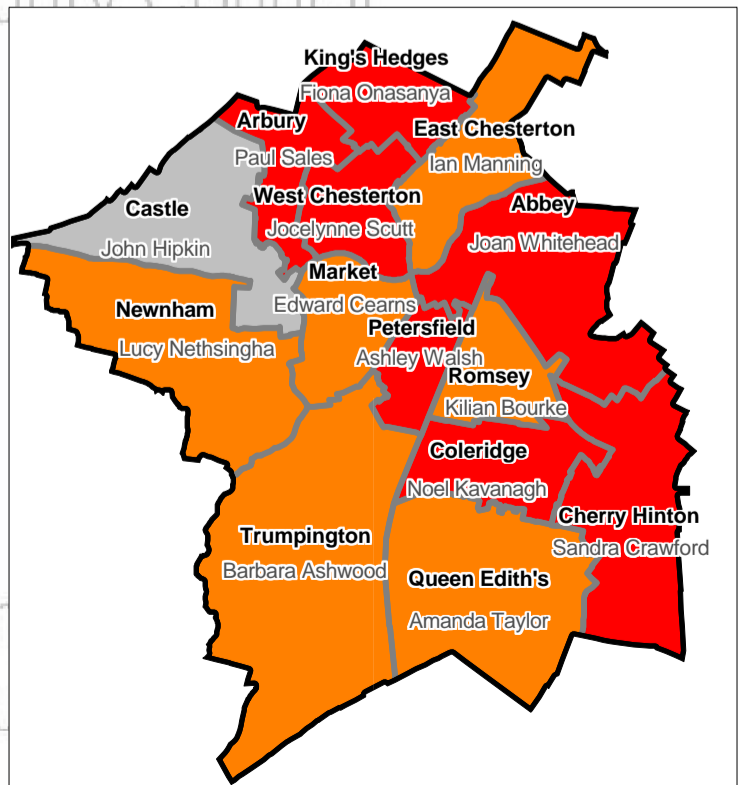 King's Hedges
Fiona Onasanya
Arbury
Paul Sales
East Chesterton
Ian Manning
West Chesterton
Jocelynne Scutt
Castle
John Hipkin
Abbey
Joan Whitehead
Market
Edward Cearns
Newnham
Lucy Nethsingha
Petersfield
Ashley Walsh
Romsey
Kilian Bourke
Coleridge
Noel Kavanagh
Cherry Hinton
Sandra Crawford
Trumpington
Barbara Ashwood
Queen Edith's
Amanda Taylor